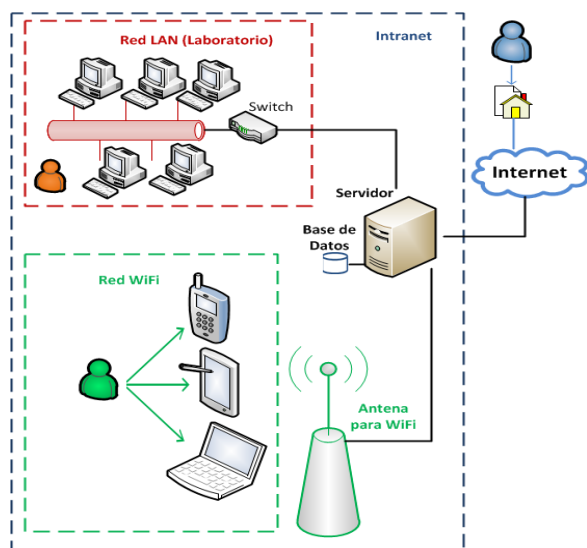 Red LAN (Laboratorio)
Intranet
Switch
Internet
Servidor
Base de
Datos
Red WiFi
Antena
para WiFi